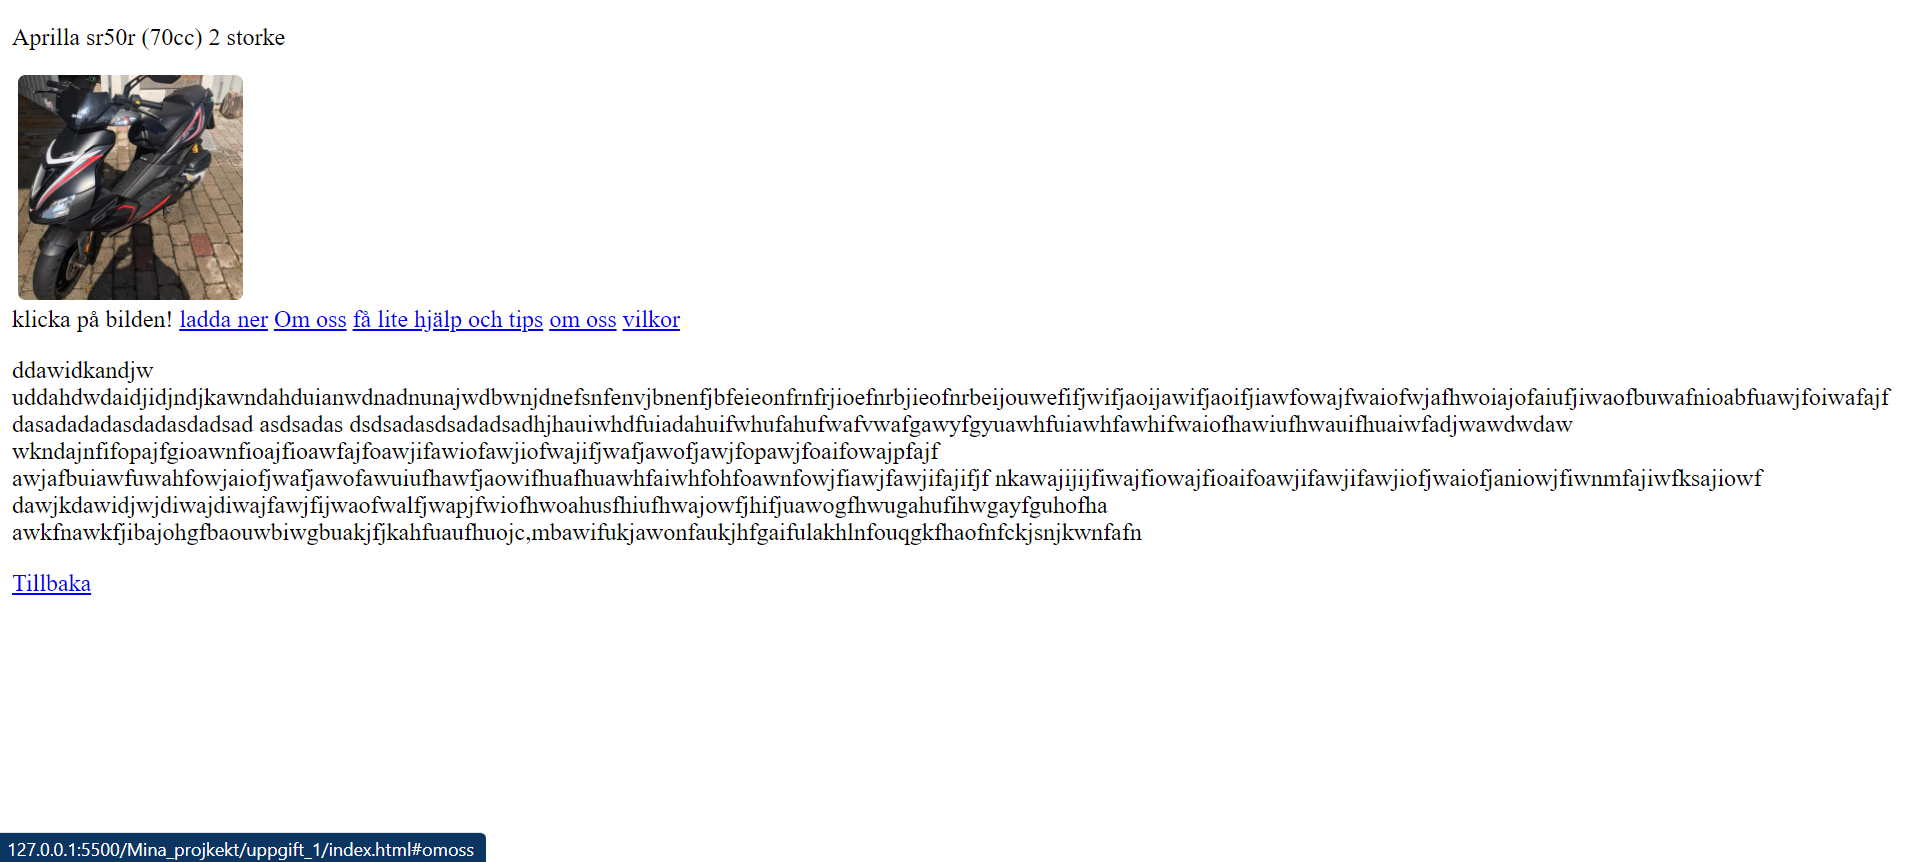 Aprilla sr50r (70cc) 2 storke
klicka på bilden! ladda ner Om oss få lite hjälp och tips om oss vilkor
ddawidkandjw
uddahdwdaidjidjndjkawndahduianwdnadnunajwdbwnjdnefsnfenvjbnenfjbfeieonfrnfrjioefnrbjieofnrbeijouwefifjwifjaoijawifjaoifjiawfowajfwaiofwjafhwoiajofaiufjiwaofbuwafnioabfuawjfoiwafajf
dasadadadasdadasdadsad asdsadas dsdsadasdsadadsadhjhauiwhdfuiadahuifwhufahufwafvwafgawyfgyuawhfuiawhfawhifwaiofhawiufhwauifhuaiwfadjwawdwdaw
wkndajnfifopajfgioawnfioajfioawfajfoawjifawiofawjiofwajifjwafjawofjawjfopawjfoaifowajpfajf
awjafbuiawfuwahfowjaiofjwafjawofawuiufhawfjaowifhuafhuawhfaiwhfohfoawnfowjfiawjfawjifajifjf nkawajijijfiwajfiowajfioaifoawjifawjifawjiofjwaiofjaniowjfiwnmfajiwfksajiowf
dawjkdawidjwjdiwajdiwajfawjfijwaofwalfjwapjfwiofhwoahusfhiufhwajowfjhifjuawogfhwugahufihwgayfguhofha
awkfnawkfjibajohgfbaouwbiwgbuakjfjkahfuaufhuojc,mbawifukjawonfaukjhfgaifulakhlnfouqgkfhaofnfckjsnjkwnfafn
Tillbaka
127.0.0.1:5500/Mina_projkekt/uppgift_1/index.html#omoss